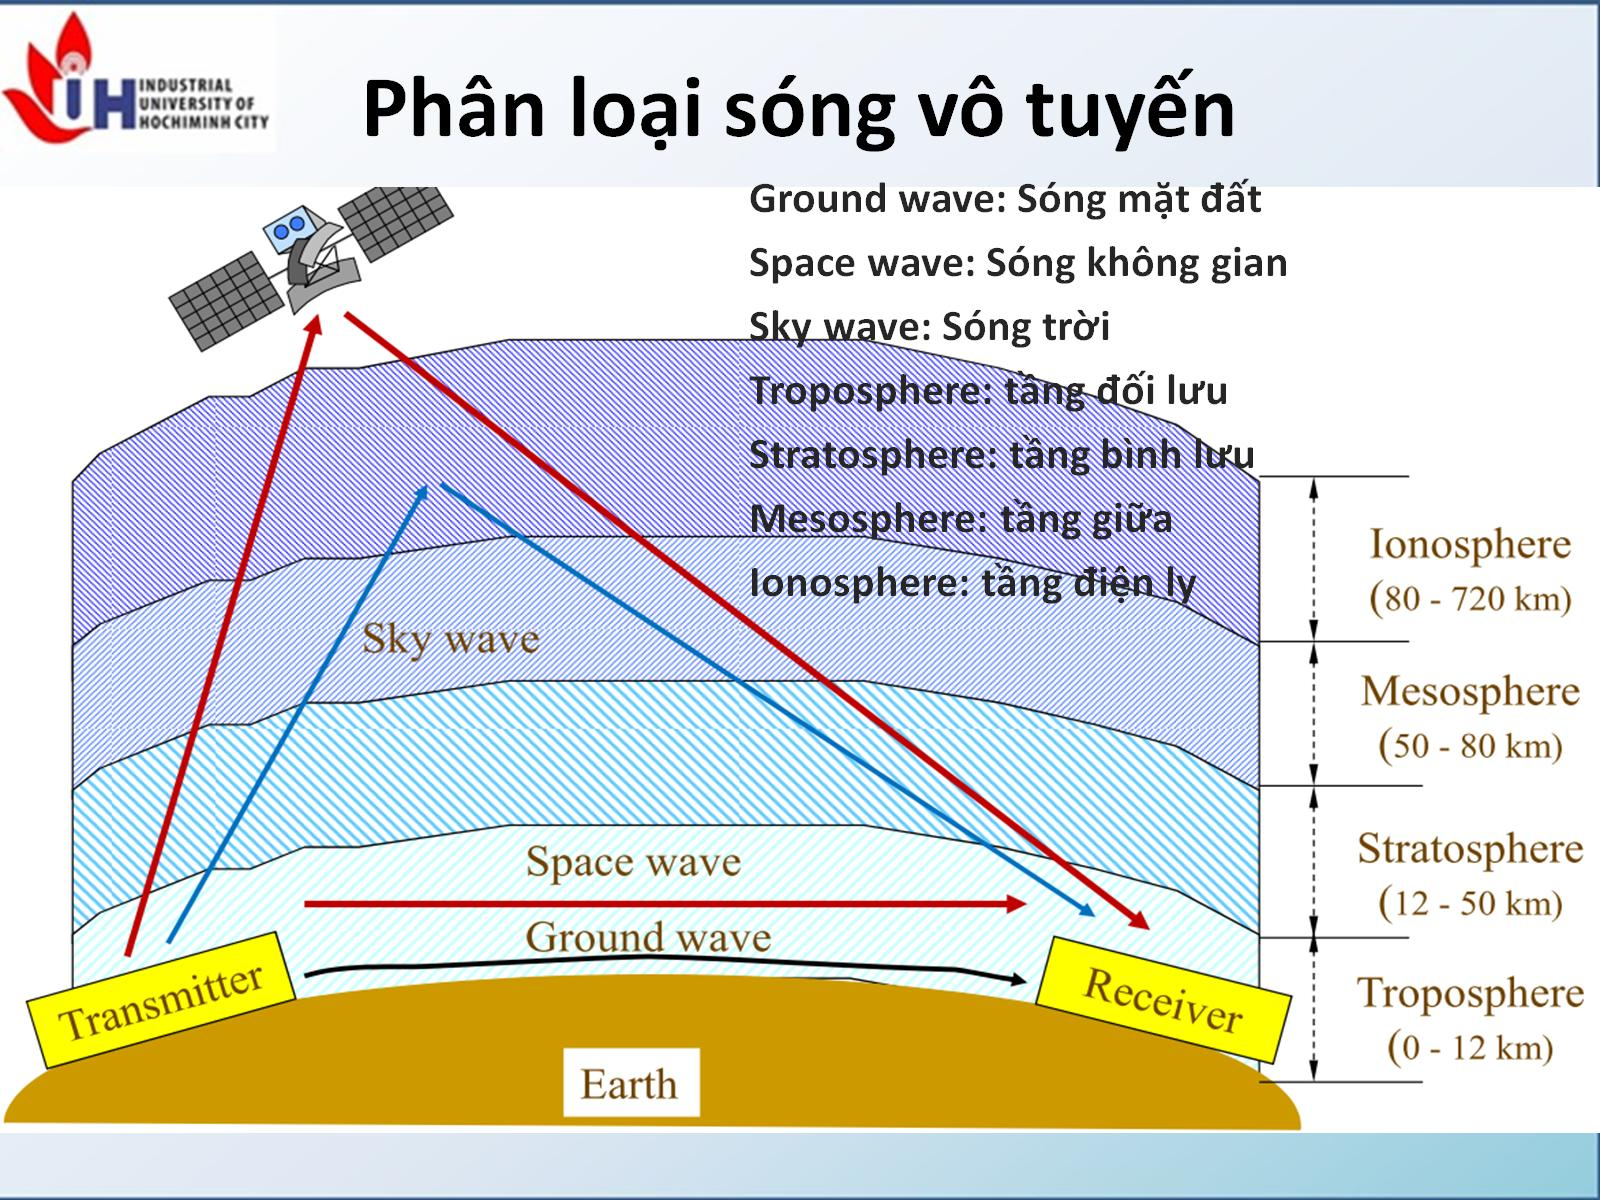 INDUSTRIAL
UNIVERSITY OF
HOCHIMINH CITY
IUH
Phân loại sóng vô tuyến
Ground wave: Sóng mặt đất
Space wave: Sóng không gian
Sky wave: Sóng trời
Troposphere: tầng đối lưu
Stratosphere: tầng bình lưu
Mesosphere: tầng giữa
Ionosphere: tầng điện ly
Ionosphere
(80 - 720 km)
Sky wave
Mesosphere
(50 - 80 km)
Stratosphere
(12 - 50 km)
Space wave
Ground wave
Transmitter
Receiver
Troposphere
(0 - 12 km)
Earth